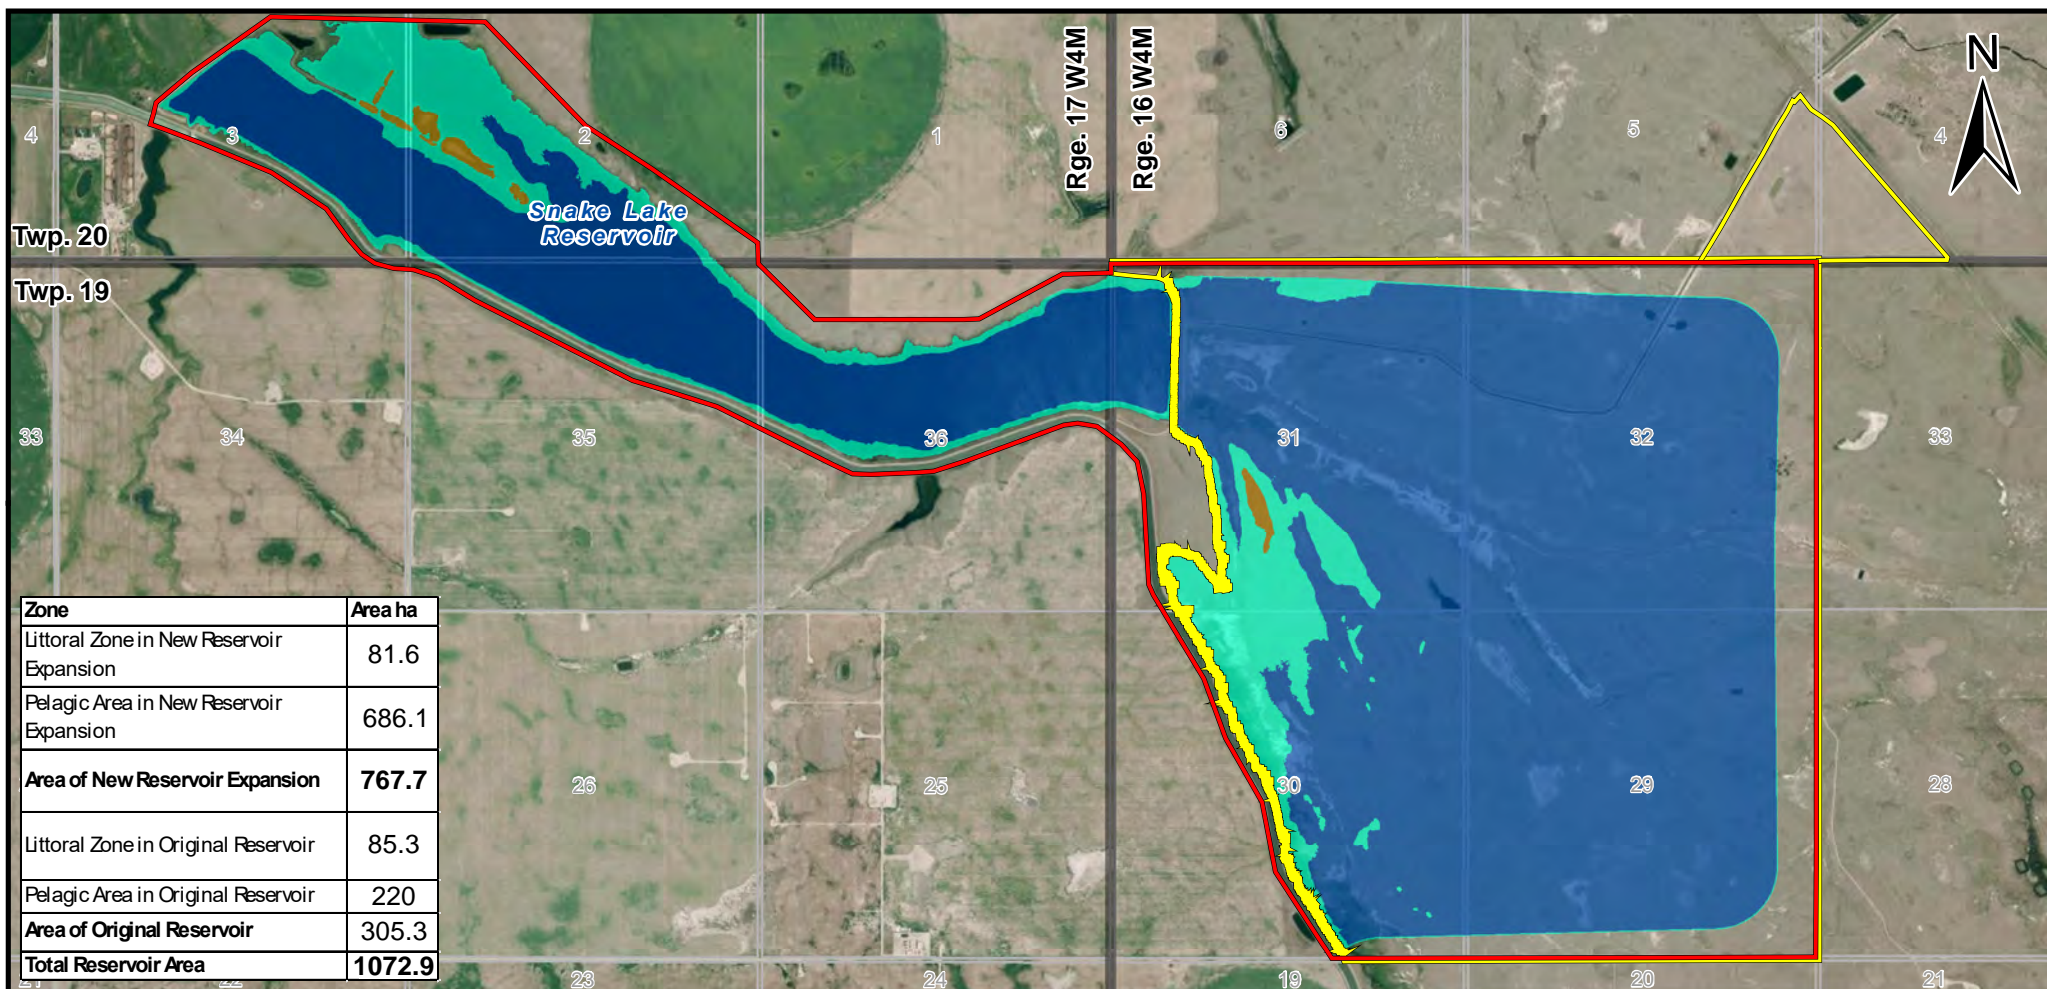 N
Rge. 17 W4M
Rge. 16 W4M
4
3
2
1
6
5
4
Snake Lake
Reservoir
Twp. 20
Twp. 19
33
34
35
36
31
32
33
Zone Area ha
Littoral Zone in New Reservoir
Expansion 81.6
Pelagic Area in New Reservoir
Expansion 686.1
Area of New Reservoir Expansion 767.7
Littoral Zone in Original Reservoir 85.3
Pelagic Area in Original Reservoir 220
Area of Original Reservoir 305.3
Total Reservoir Area 1072.9
26
25
30
29
28
21
22
23
24
19
20
21